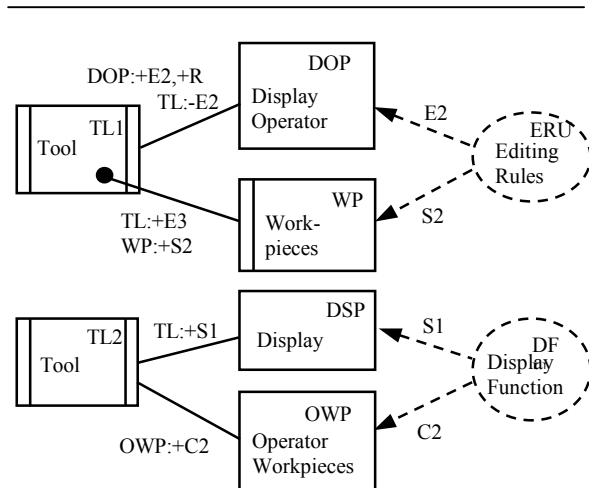 DOP:+E2,+R
TL:-E2
TL1
Tool
DOP
Display
Operator
E2
ERU
Editing
Rules
TL:+E3
WP:+S2
WP
Work-
pieces
S2
TL2
Tool
TL:+S1
DSP
Display
S1
DF
Display
Function
OWP:+C2
OWP
Operator
Workpieces
C2